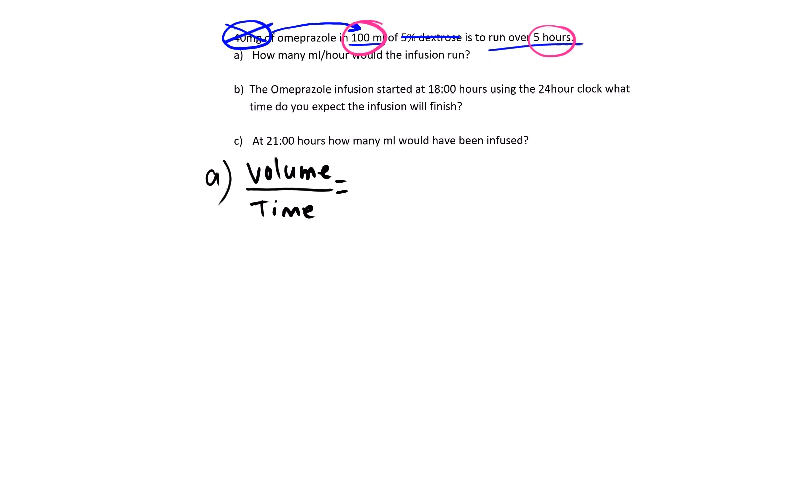 40mg of omeprazole in 100 ml of 5% dextrose is to run over 5 hours.
a) How many ml/hour would the infusion run?
b) The Omeprazole infusion started at 18:00 hours using the 24hour clock what
time do you expect the infusion will finish?
c) At 21:00 hours how many ml would have been infused?
a) Volume =
Time